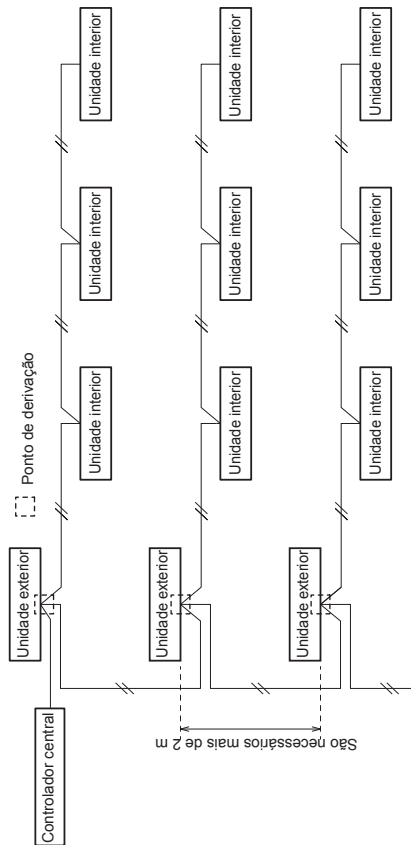 Ponto de derivação
Controlador central
Unidade exterior
Unidade interior
Unidade interior
Unidade interior
Unidade exterior
Unidade interior
Unidade interior
Unidade interior
São necessários mais de 2 m
Unidade exterior
Unidade interior
Unidade interior
Unidade interior